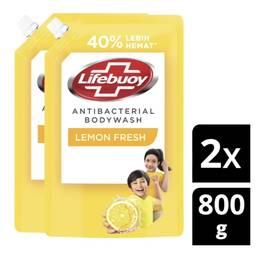 40% LEBIH
HEMAT*
Lifebuoy
ANTIBACTERIAL
BODYWASH
LEMON FRESH
2x
800
g